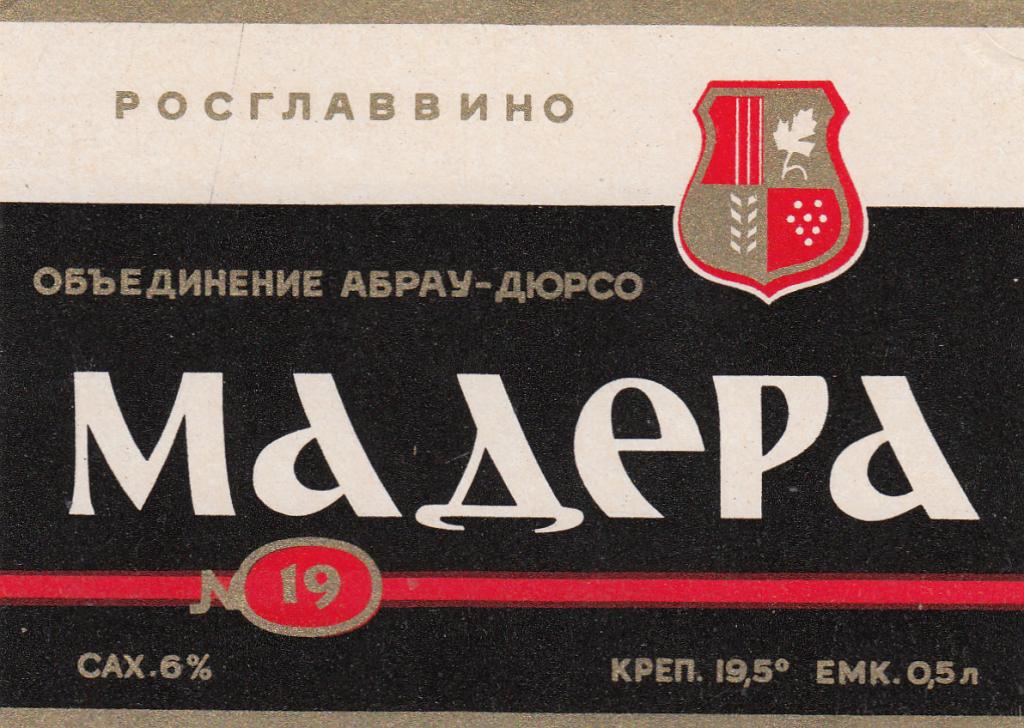 РОСГЛАВВИНО
ОБЪЕДИНЕНИЕ АБРАУ-ДЮРСО
МАДЕРА
№ 19
САХ. 6% КРЕП. 19,5° ЕМК. 0,5 л